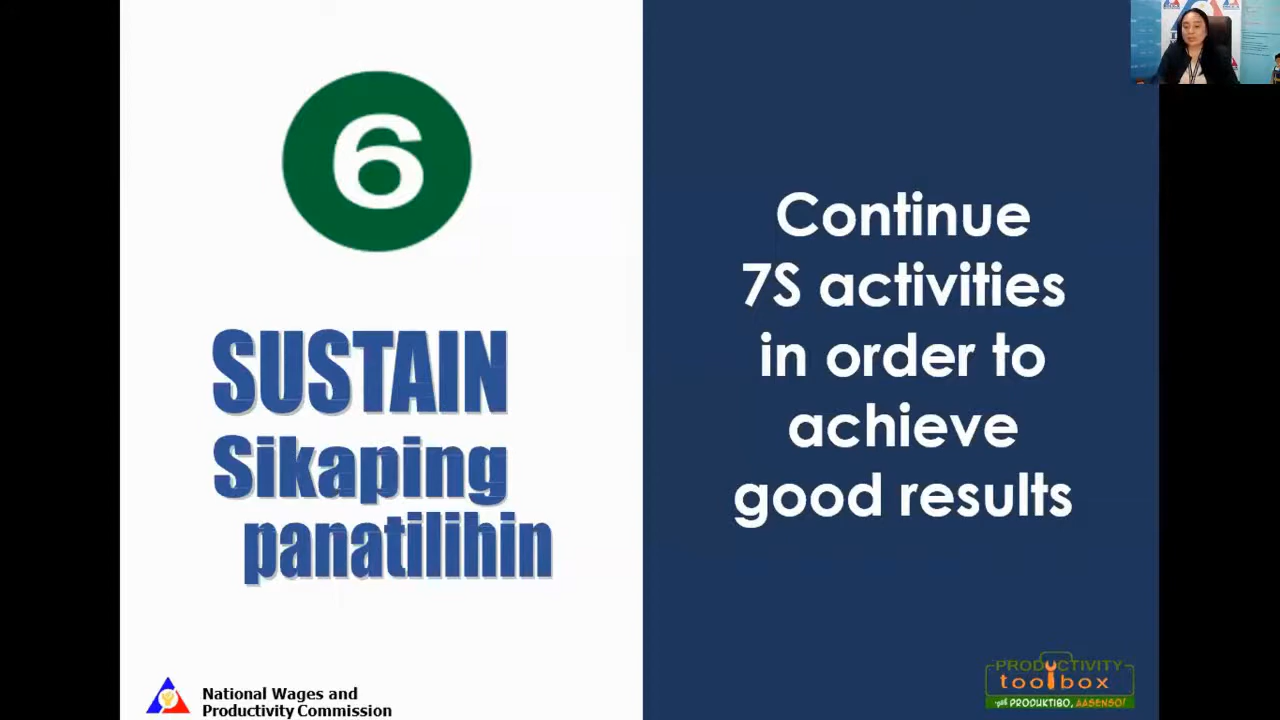 6
SUSTAIN
Sikaping
panatilihin
Continue
7S activities
in order to
achieve
good results
National Wages and
Productivity Commission
PRODUCTIVITY
toolbox
PRODUKTIBO, AASENSO!